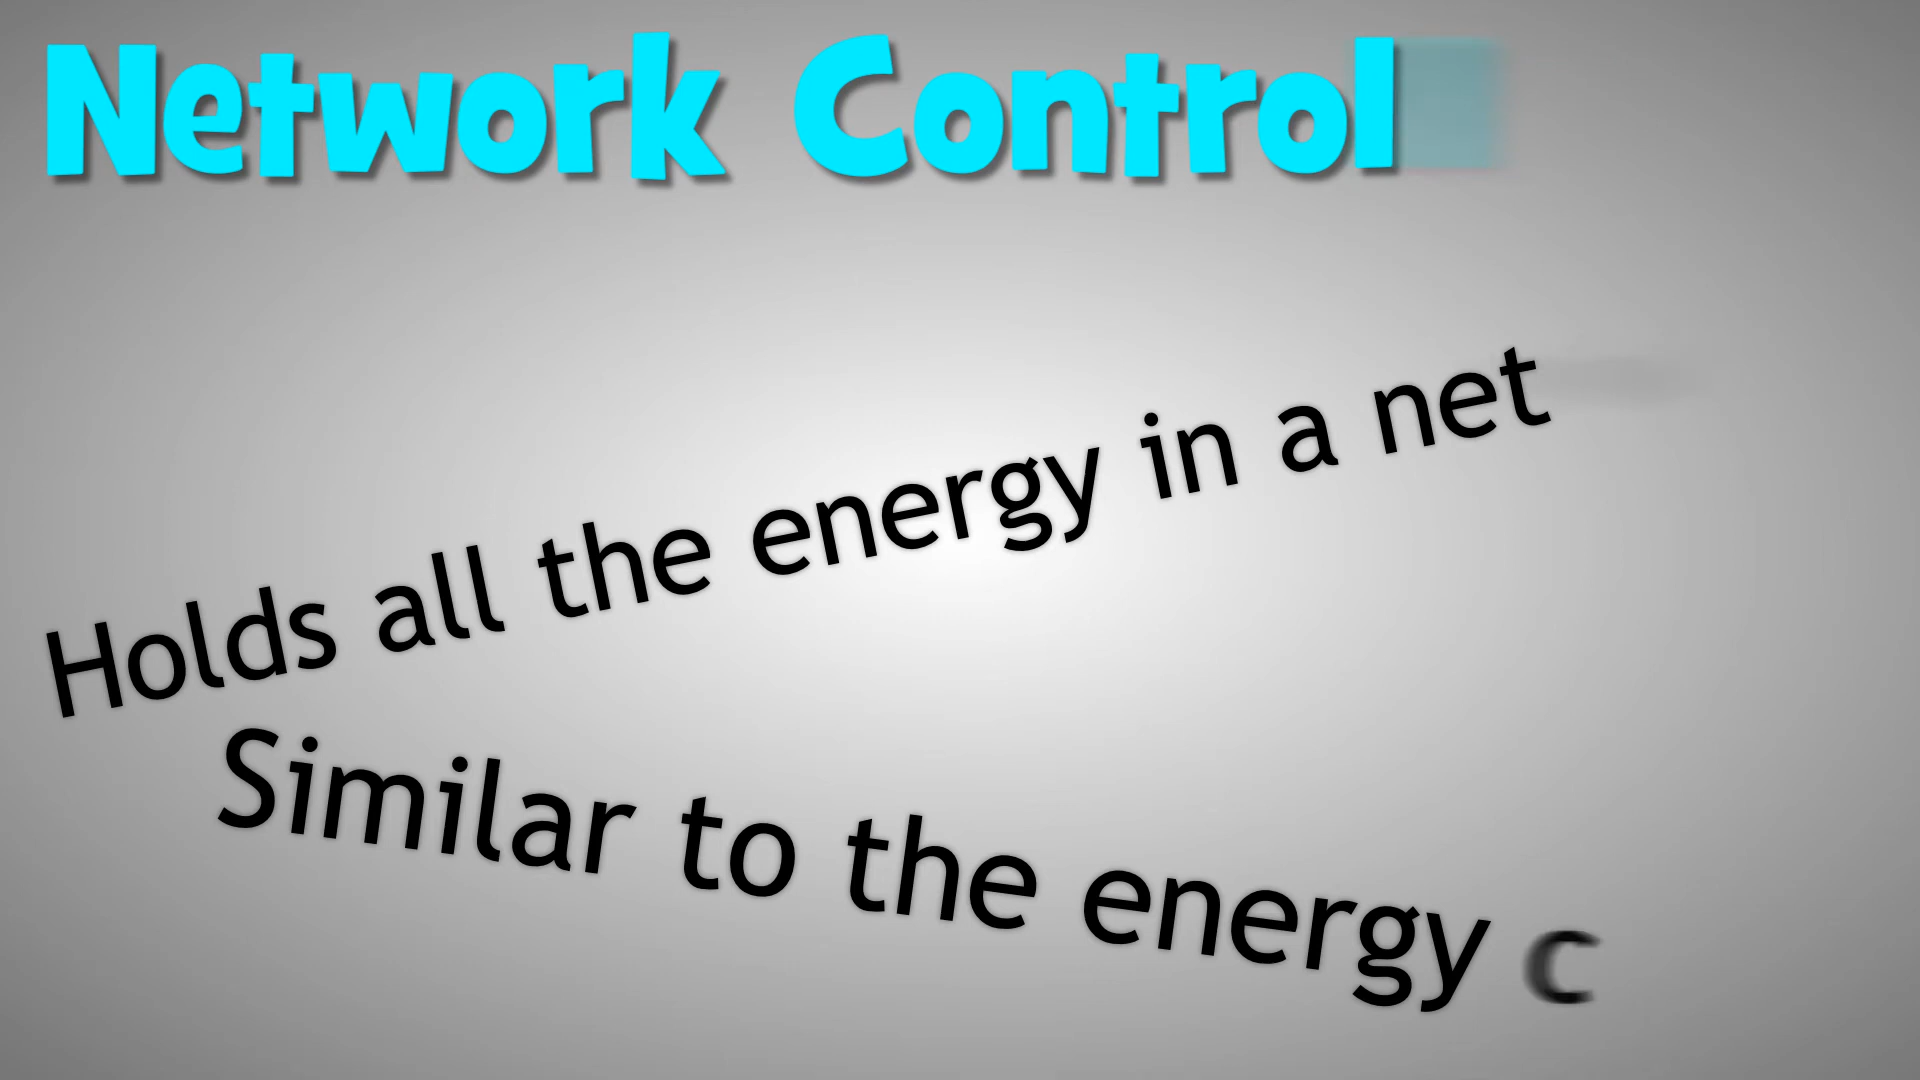 Network Control
Holds all the energy in a net
Similar to the energy c